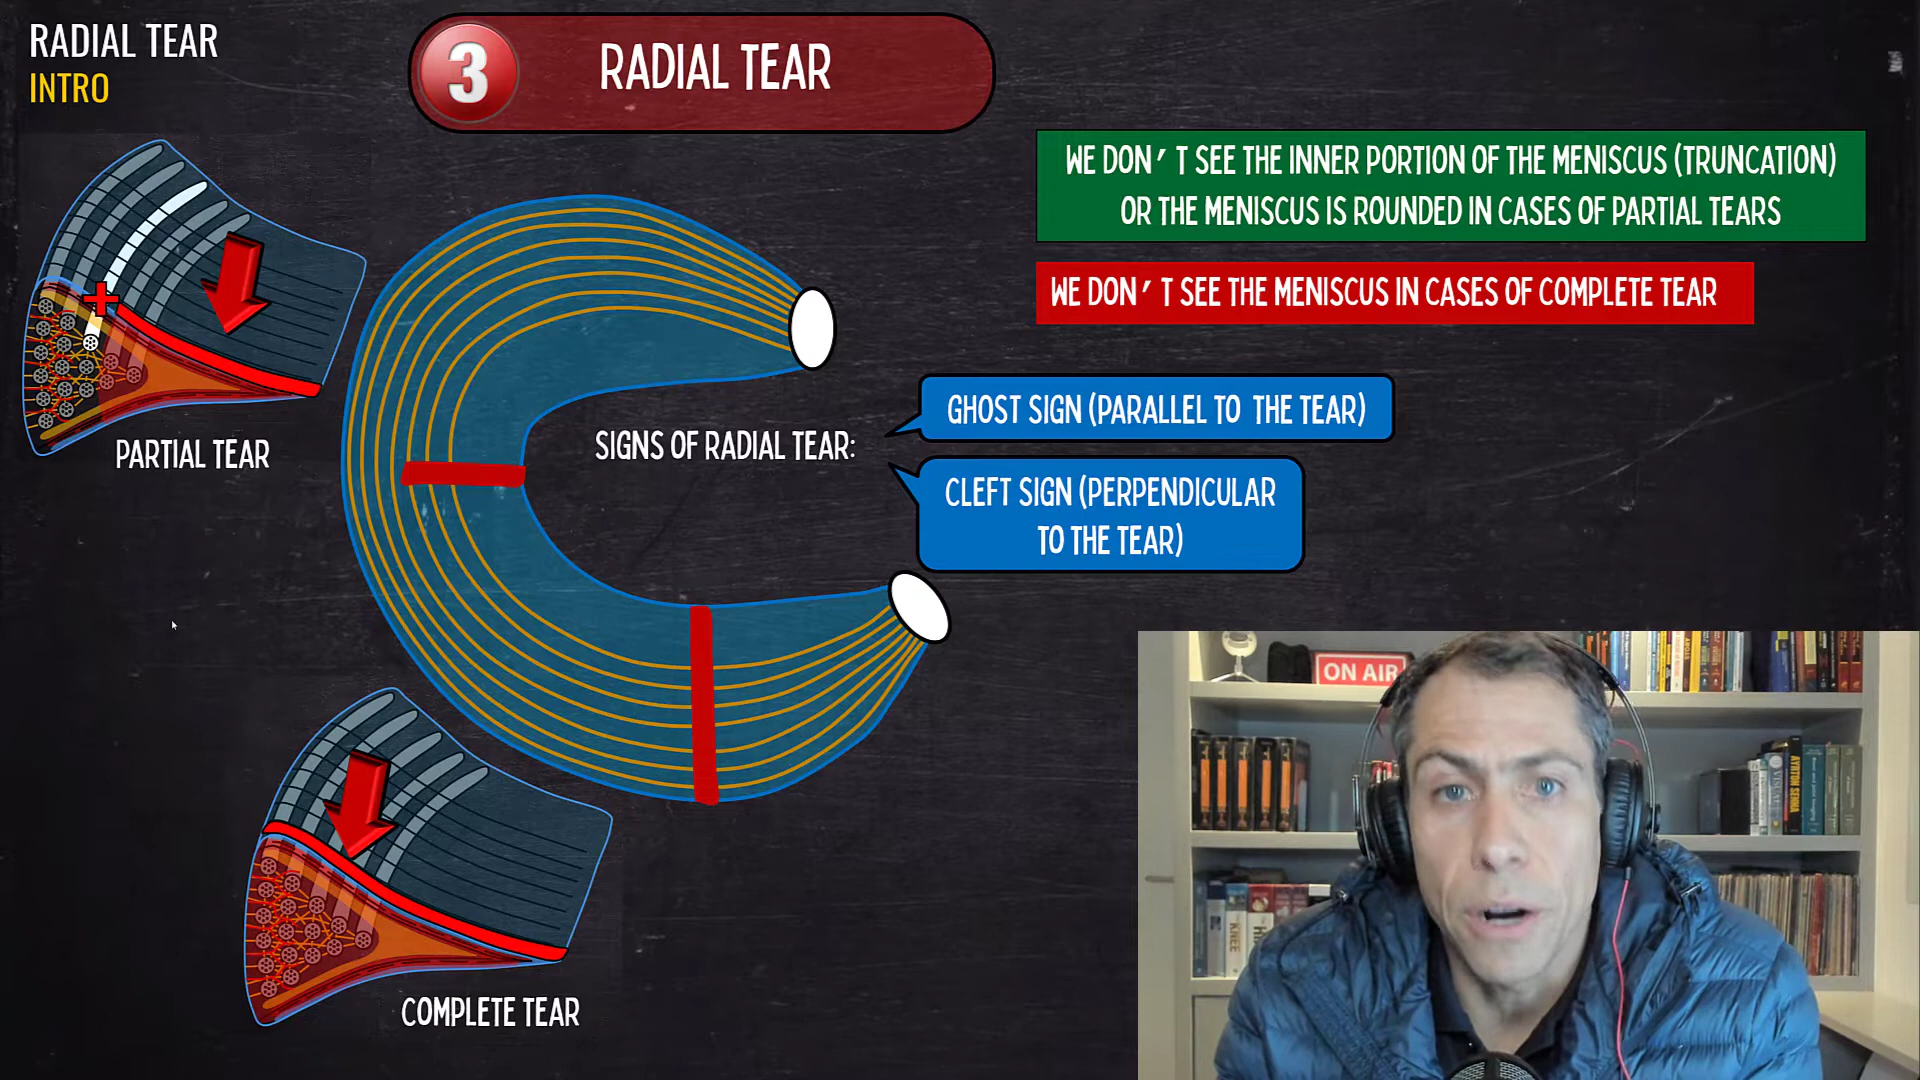 RADIAL TEAR
INTRO
3
RADIAL TEAR
WE DON'T SEE THE INNER PORTION OF THE MENISCUS (TRUNCATION)
OR THE MENISCUS IS ROUNDED IN CASES OF PARTIAL TEARS
WE DON'T SEE THE MENISCUS IN CASES OF COMPLETE TEAR
GHOST SIGN (PARALLEL TO THE TEAR)
SIGNS OF RADIAL TEAR:
CLEFT SIGN (PERPENDICULAR
TO THE TEAR)
PARTIAL TEAR
COMPLETE TEAR
ON AIR
AYRTON SENNA
KNEE